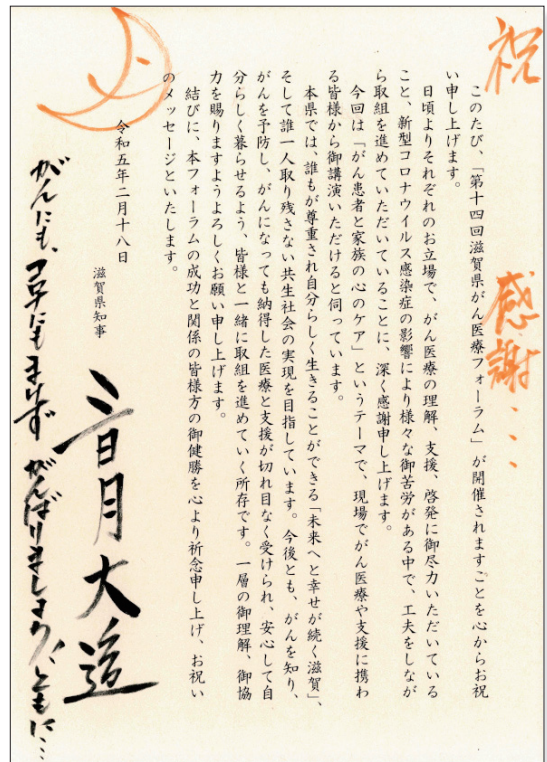 祝
感謝...
このたび、「第十四回滋賀県がん医療フォーラム」が開催されますことを心からお祝
い申し上げます。
日頃よりそれぞれのお立場で、がん医療の理解、支援、啓発に御尽力いただいている
こと、新型コロナウイルス感染症の影響により様々な御苦労がある中で、工夫をしなが
ら取組を進めていただいていることに、深く感謝申し上げます。
今回は「がん患者と家族の心のケア」というテーマで、現場でがん医療や支援に携わ
る皆様から御講演いただけると伺っています。
本県では、誰もが尊重され自分らしく生きることができる「未来へと幸せが続く滋賀」、
そして誰一人取り残さない共生社会の実現を目指しています。今後とも、がんを知り、
がんを予防し、がんになっても納得した医療と支援が切れ目なく受けられ、安心して自
分らしく暮らせるよう、皆様と一緒に取組を進めていく所存です。一層の御理解、御協
力を賜りますようよろしくお願い申し上げます。
結びに、本フォーラムの成功と関係の皆様方の御健勝を心より祈念申し上げ、お祝い
のメッセージといたします。
令和五年二月十八日
滋賀県知事
三日月大造
がんにも、コロナにもまけず がんばりましょう、ともに...